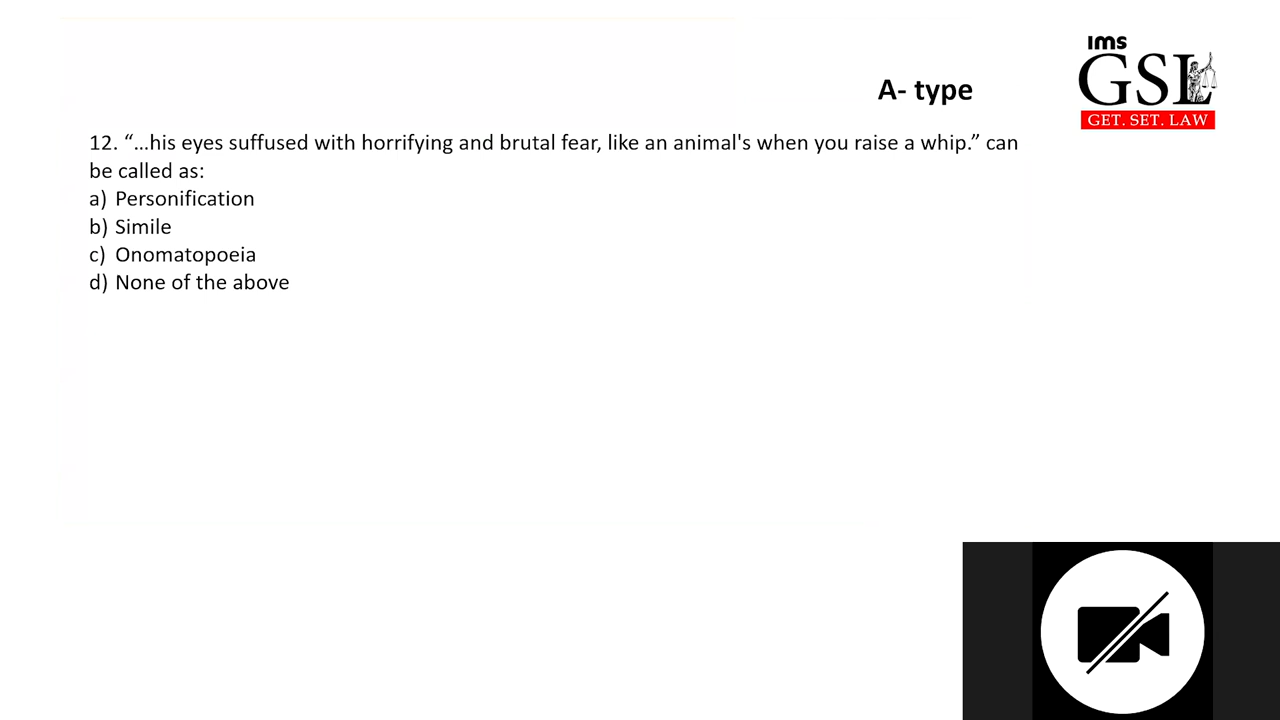 ims
GSL
GET. SET. LAW
A- type
12. “…his eyes suffused with horrifying and brutal fear, like an animal's when you raise a whip.” can
be called as:
a) Personification
b) Simile
c) Onomatopoeia
d) None of the above